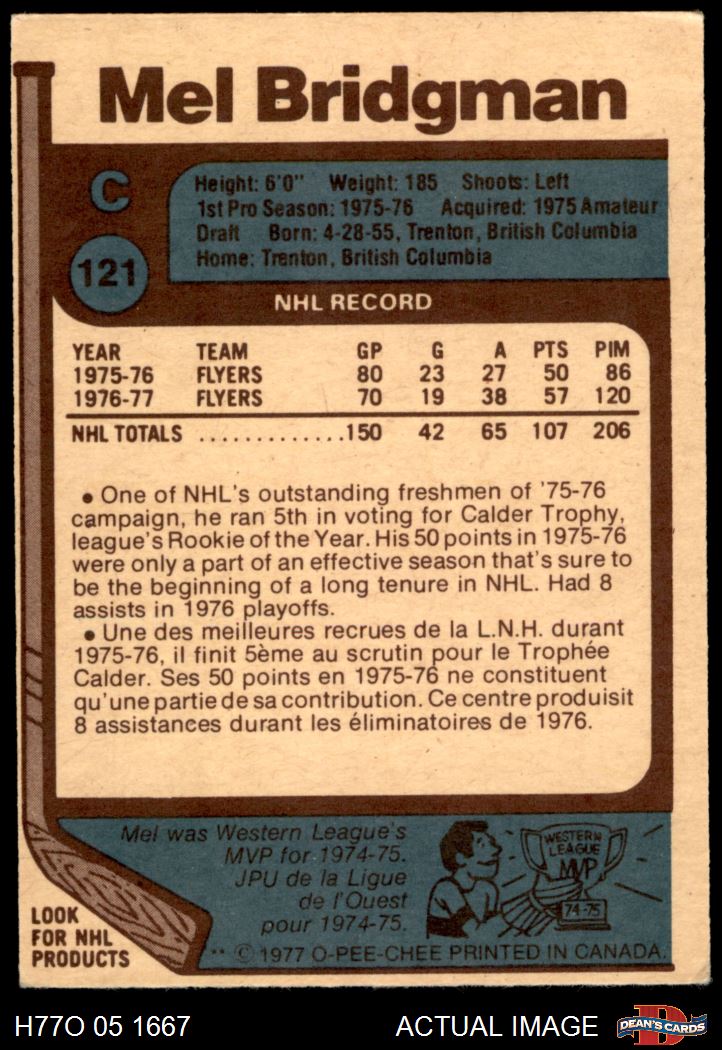 Mel Bridgman
C
121
Height: 6'0" Weight: 185 Shoots: Left
1st Pro Season: 1975-76 Acquired: 1975 Amateur
Draft Born: 4-28-55, Trenton, British Columbia
Home: Trenton, British Columbia
NHL RECORD
YEAR TEAM GP G A PTS PIM
1975-76 FLYERS 80 23 27 50 86
1976-77 FLYERS 70 19 38 57 120
NHL TOTALS .............150 42 65 107 206
• One of NHL's outstanding freshmen of '75-76
campaign, he ran 5th in voting for Calder Trophy,
league's Rookie of the Year. His 50 points in 1975-76
were only a part of an effective season that's sure to
be the beginning of a long tenure in NHL. Had 8
assists in 1976 playoffs.
• Une des meilleures recrues de la L.N.H. durant
1975-76, il finit 5ème au scrutin pour le Trophée
Calder. Ses 50 points en 1975-76 ne constituent
qu'une partie de sa contribution. Ce centre produisit
8 assistances durant les éliminatoires de 1976.
Mel was Western League's
MVP for 1974-75.
JPU de la Ligue
de l'Ouest
pour 1974-75.
WESTERN
LEAGUE
MVP
74-75
LOOK
FOR NHL
PRODUCTS
** © 1977 O-PEE-CHEE PRINTED IN CANADA.
H77O 05 1667
ACTUAL IMAGE
D
DEAN'S CARDS